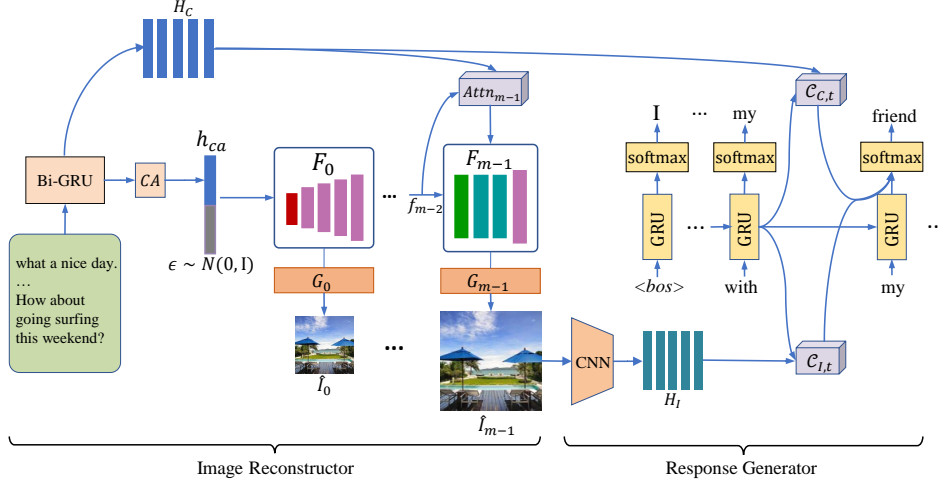 H_C
Attn_{m−1}
C_{C,t}
I ... my
friend
softmax
softmax
softmax
h_{ca}
F_0
F_{m−1}
Bi-GRU
CA
...
f_{m−2}
GRU
...
GRU
GRU
...
ϵ ~ N(0, I)
what a nice day.
…
How about
going surfing
this weekend?
G_0
G_{m−1}
<bos>
with
my
...
CNN
C_{I,t}
Î_0
H_I
Î_{m−1}
Image Reconstructor
Response Generator